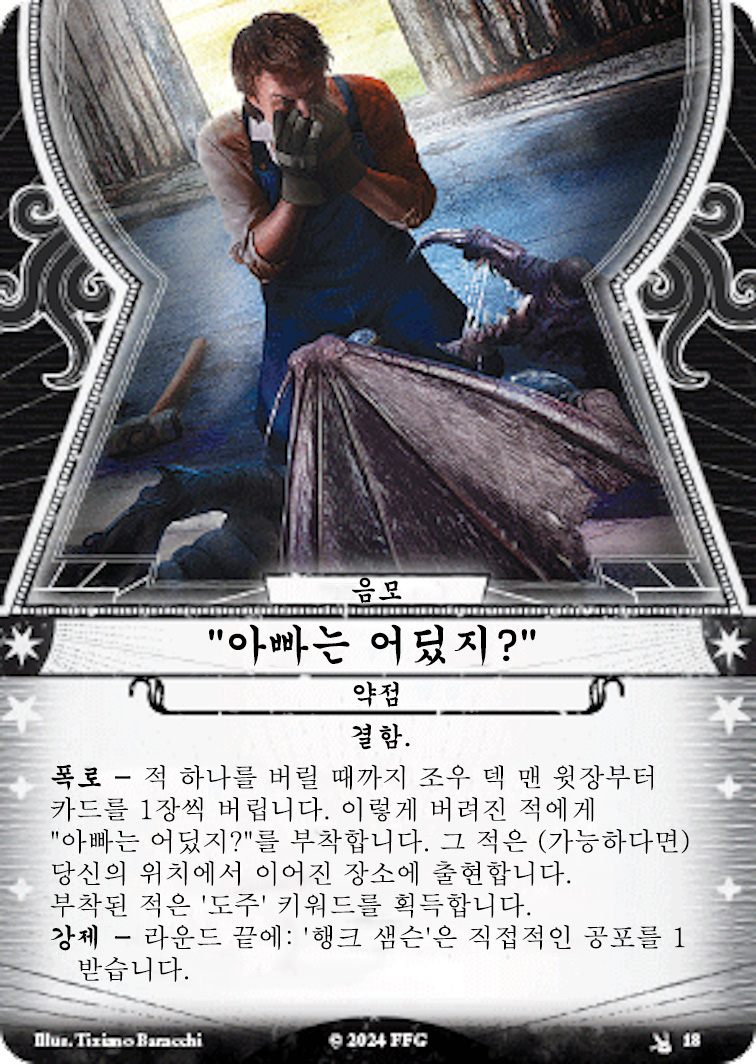 음모
"아빠는 어딨지?"
약점
결함.
폭로 – 적 하나를 버릴 때까지 조우 덱 맨 윗장부터
카드를 1장씩 버립니다. 이렇게 버려진 적에게
"아빠는 어딨지?"를 부착합니다. 그 적은 (가능하다면)
당신의 위치에서 이어진 장소에 출현합니다.
부착된 적은 '도주' 키워드를 획득합니다.
강제 – 라운드 끝에: '행크 샘슨'은 직접적인 공포를 1
받습니다.
Illus. Tiziano Baracchi © 2024 FFG 18